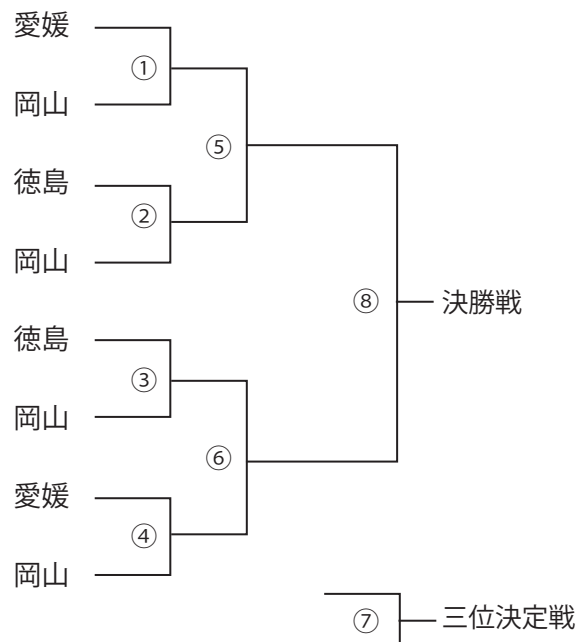 愛媛
①
岡山
⑤
徳島
②
岡山
⑧ 決勝戦
徳島
③
岡山
⑥
愛媛
④
岡山
⑦ 三位決定戦